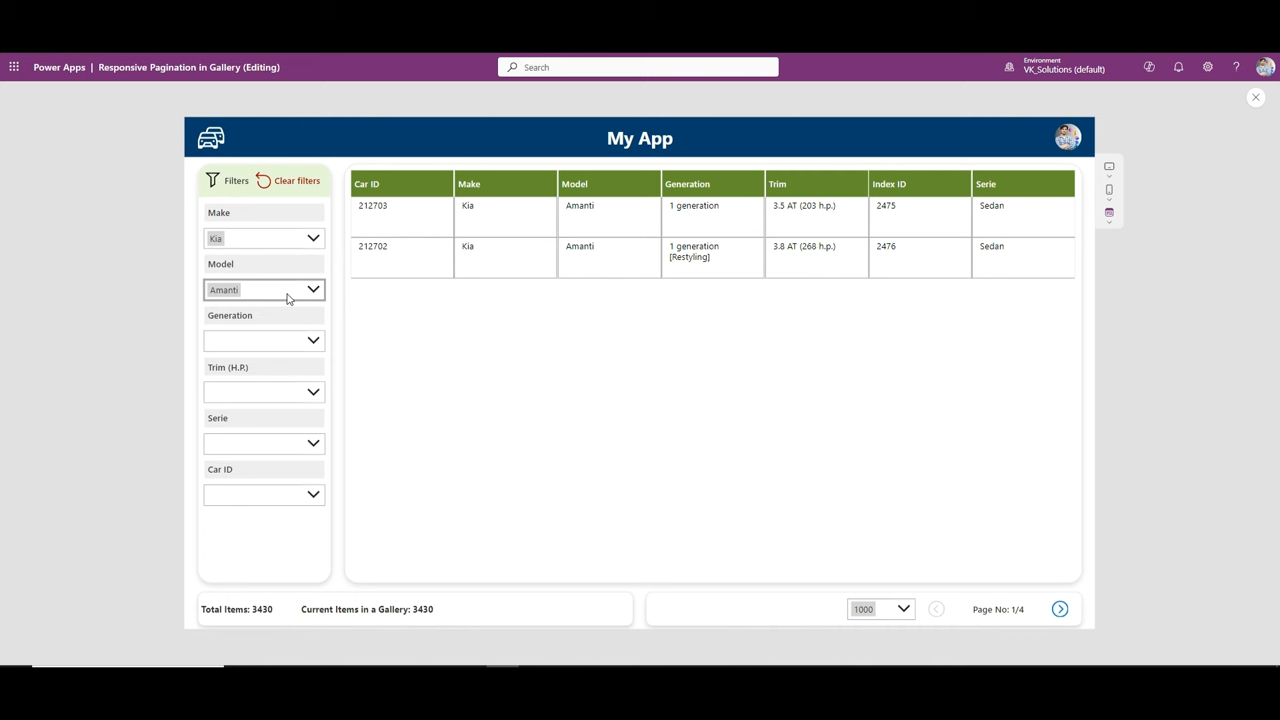 Power Apps | Responsive Pagination in Gallery (Editing)
Search
Environment
VK_Solutions (default)
My App
Filters
Clear filters
Make
Kia
Model
Amanti
Generation
Trim (H.P.)
Serie
Car ID
Car ID Make Model Generation Trim Index ID Serie
212703 Kia Amanti 1 generation 3.5 AT (203 h.p.) 2475 Sedan
212702 Kia Amanti 1 generation 3.8 AT (268 h.p.) 2476 Sedan
[Restyling]
Total Items: 3430 Current Items in a Gallery: 3430
1000
Page No: 1/4